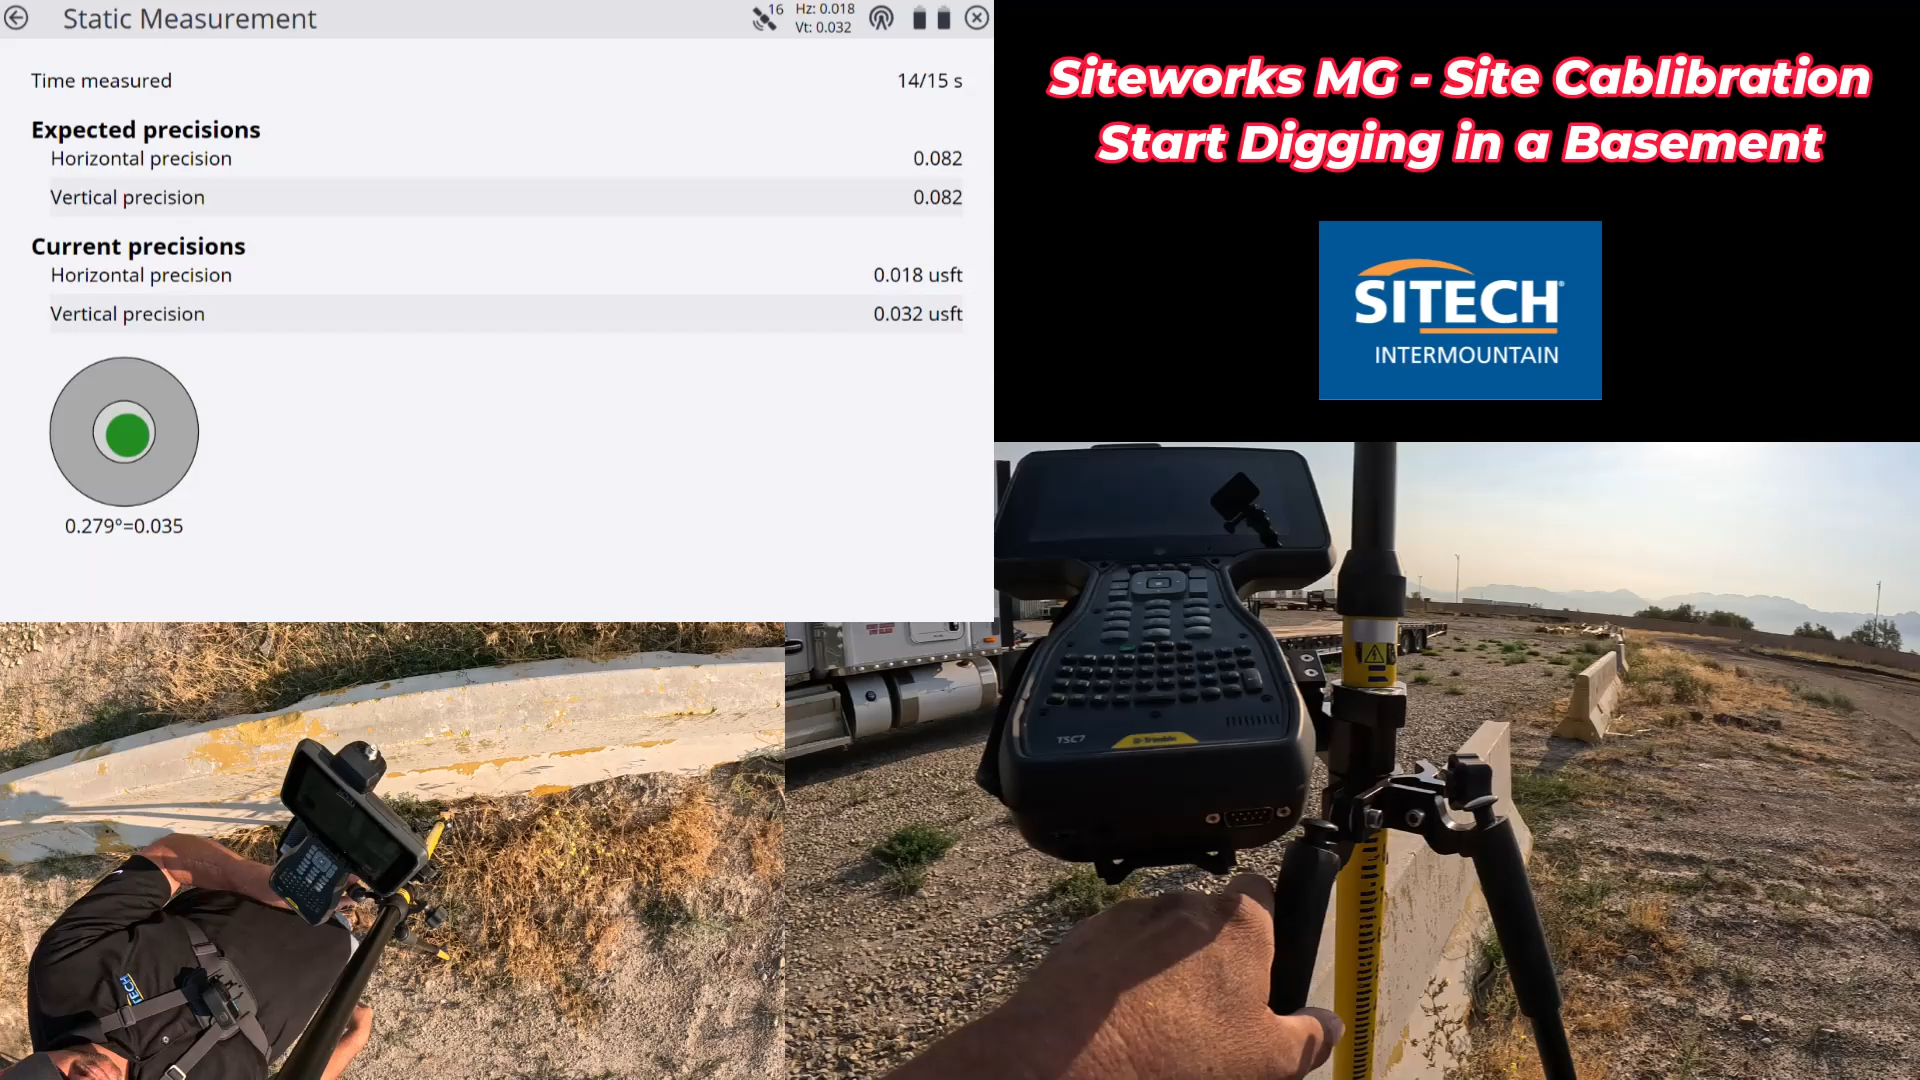 Static Measurement
16
Hz: 0.018
Vt: 0.032
Time measured 14/15 s
Expected precisions
Horizontal precision 0.082
Vertical precision 0.082
Current precisions
Horizontal precision 0.018 usft
Vertical precision 0.032 usft
0.279°=0.035
Siteworks MG - Site Cablibration
Start Digging in a Basement
SITECH
INTERMOUNTAIN
TSC7
Trimble